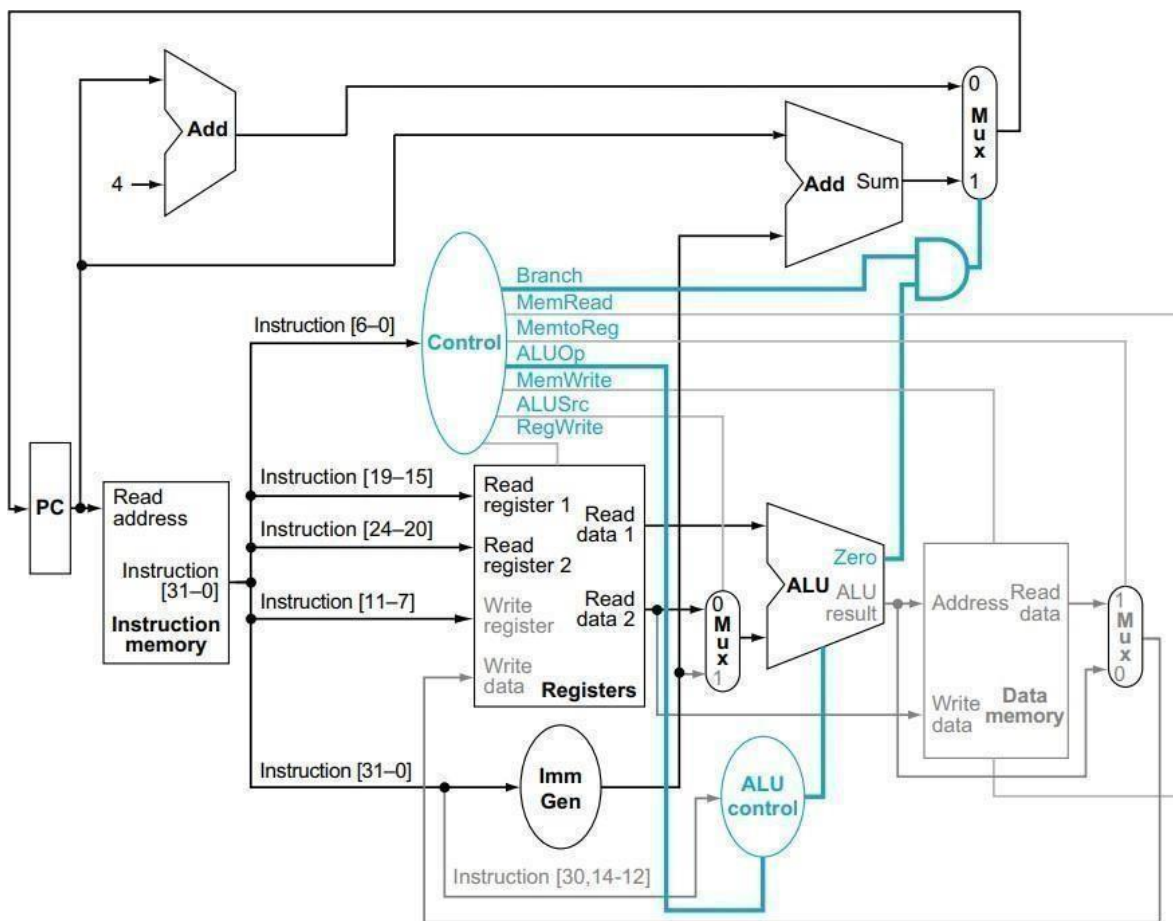 Add
4
Add
Sum
0
M
u
x
1
Branch
MemRead
MemtoReg
ALUOp
MemWrite
ALUSrc
RegWrite
Control
Instruction [6–0]
PC
Read
address
Instruction
[31–0]
Instruction
memory
Instruction [19–15]
Instruction [24–20]
Instruction [11–7]
Instruction [31–0]
Read
register 1
Read
register 2
Write
register
Write
data
Read
data 1
Read
data 2
Registers
0
M
u
x
1
Zero
ALU
ALU
result
Address
Read
data
Write
data
Data
memory
1
M
u
x
0
Imm
Gen
ALU
control
Instruction [30,14-12]